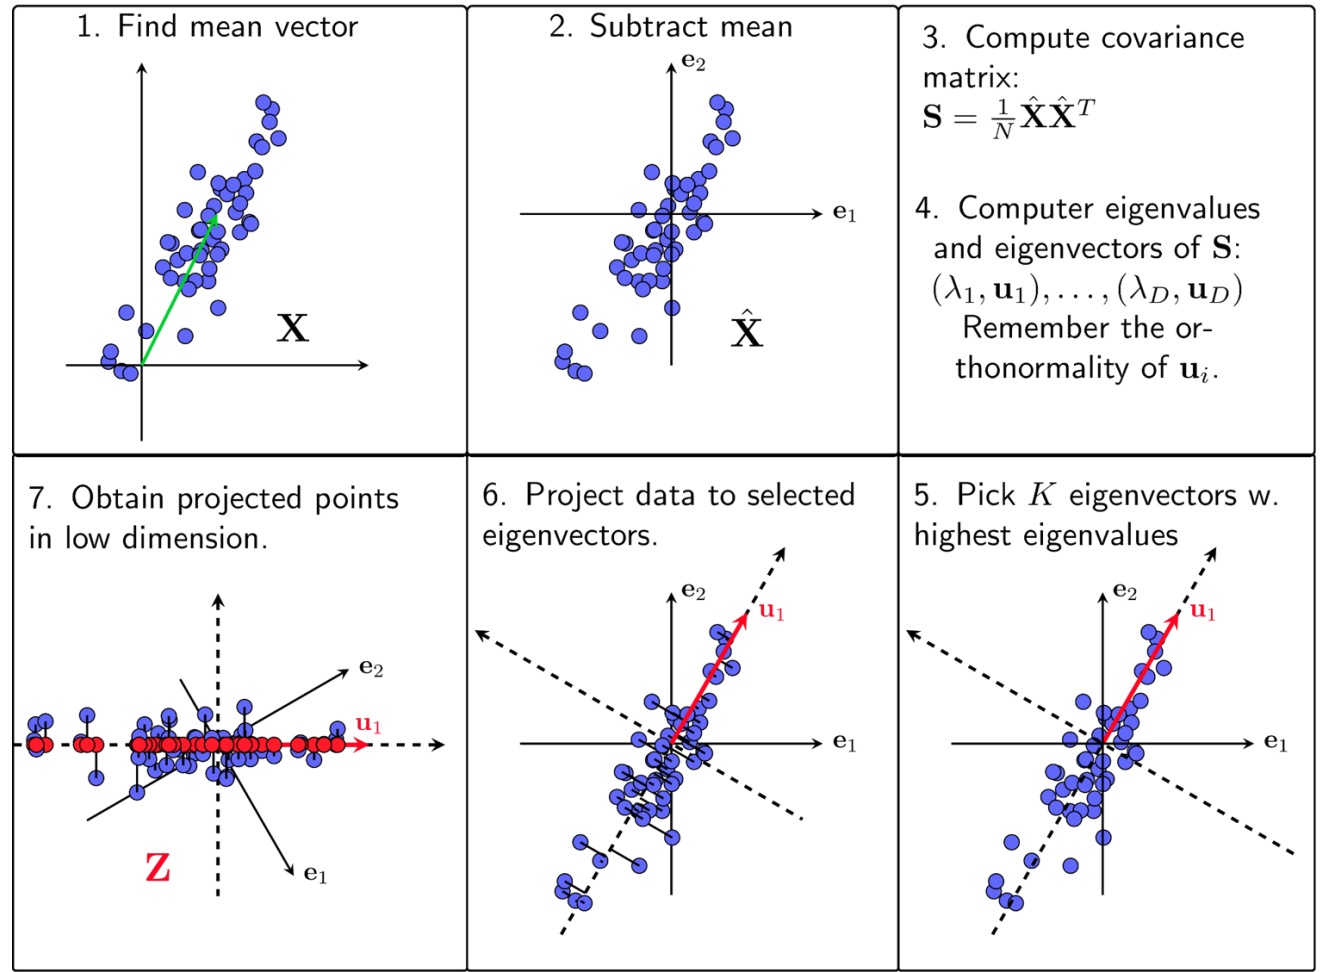 1. Find mean vector
X
2. Subtract mean
e₂
e₁
X̂
3. Compute covariance
matrix:
S = 1/N X̂X̂ᵀ
4. Computer eigenvalues
and eigenvectors of S:
(λ₁, u₁), . . . , (λ_D, u_D)
Remember the or-
thonormality of uᵢ.
7. Obtain projected points
in low dimension.
e₂
u₁
Z
e₁
6. Project data to selected
eigenvectors.
e₂
u₁
e₁
5. Pick K eigenvectors w.
highest eigenvalues
e₂
u₁
e₁